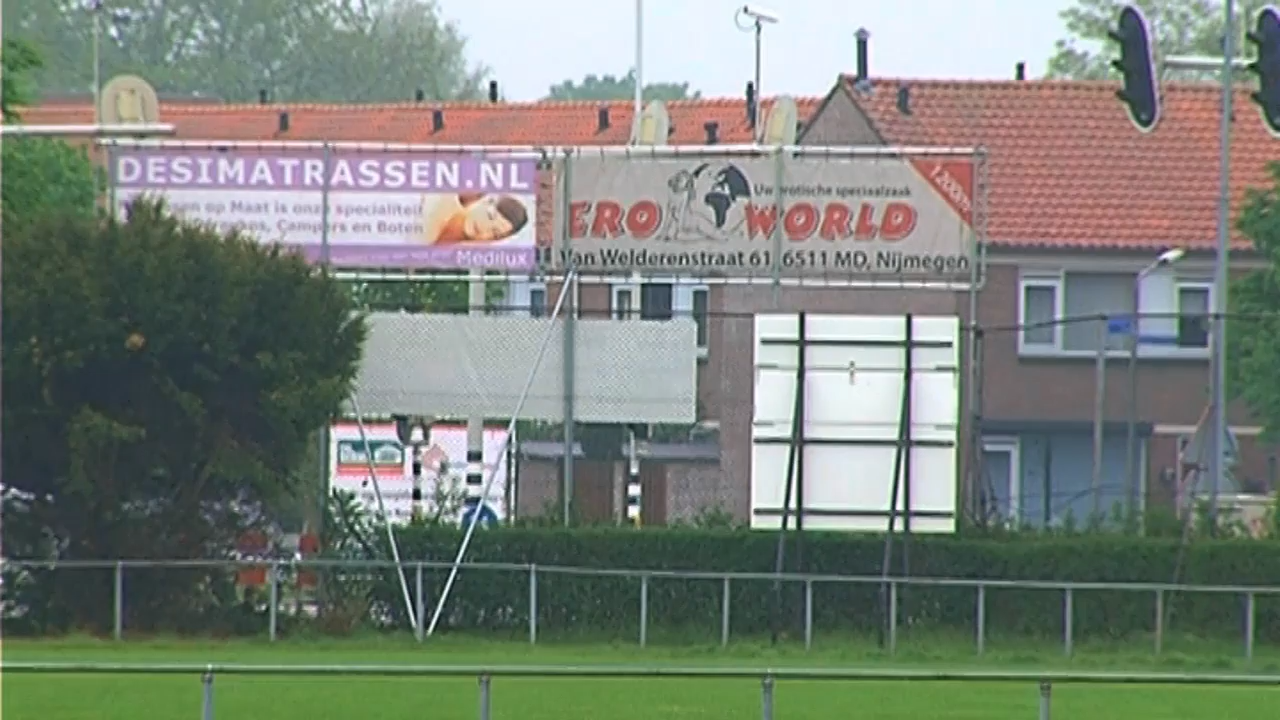 DESIMATRASSEN.NL
op Maat is onze specialiteit
Campers en Boten
Medilux
ERO WORLD
Uw erotische speciaalzaak
Van Welderenstraat 61, 6511 MD, Nijmegen